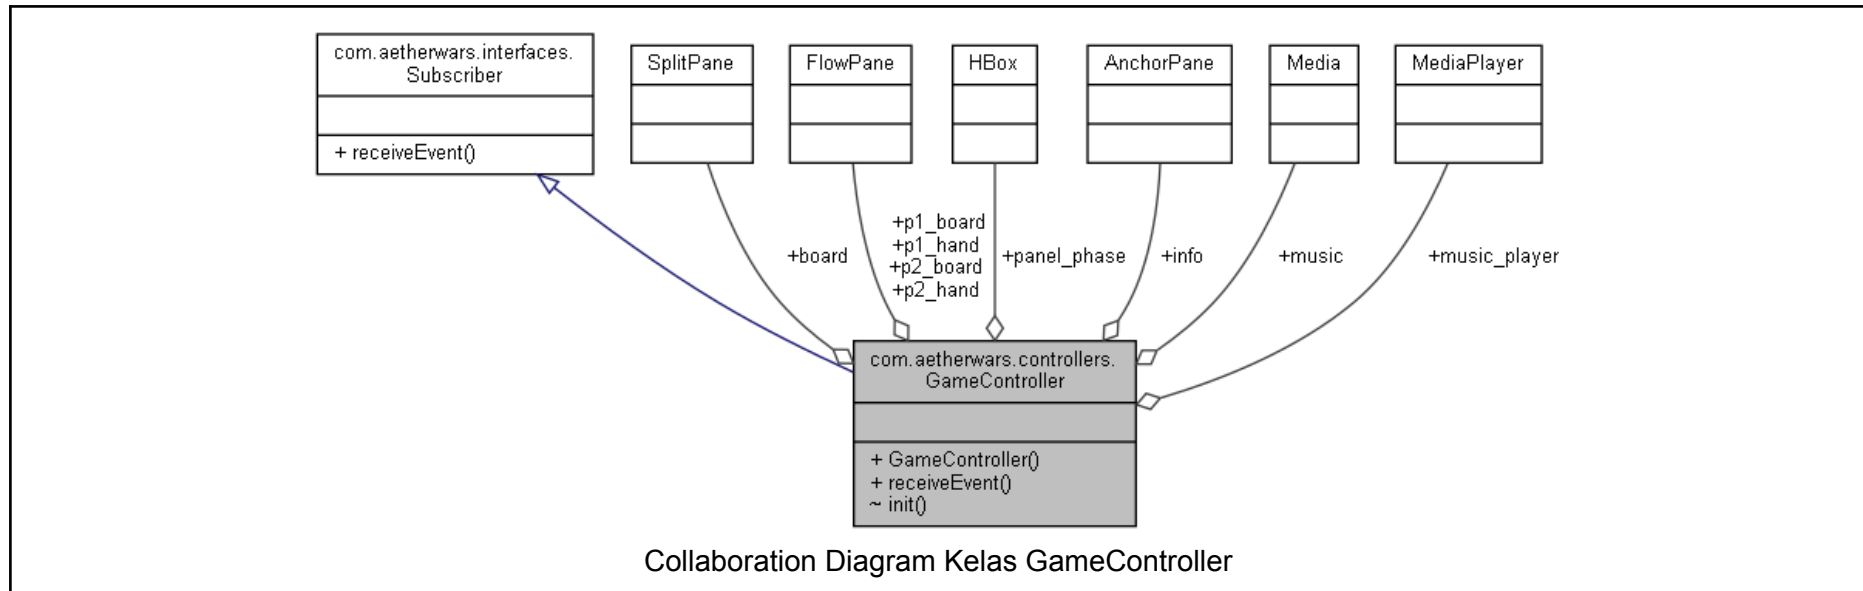 com.aetherwars.interfaces.
Subscriber
+ receiveEvent()
SplitPane
FlowPane
HBox
AnchorPane
Media
MediaPlayer
+board
+p1_board
+p1_hand
+p2_board
+p2_hand
+panel_phase
+info
+music
+music_player
com.aetherwars.controllers.
GameController
+ GameController()
+ receiveEvent()
~ init()
Collaboration Diagram Kelas GameController